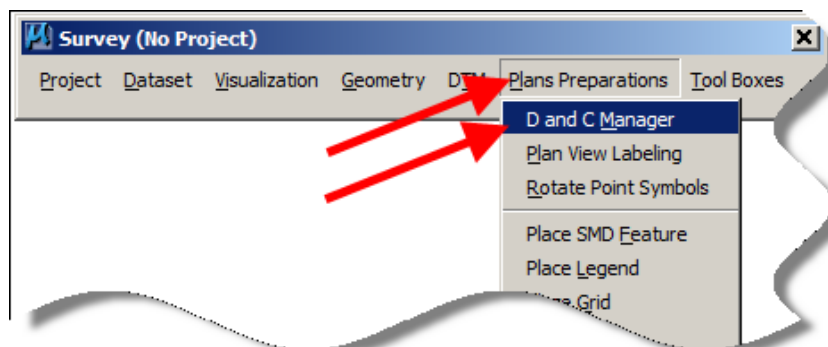 Survey (No Project)
Project Dataset Visualization Geometry Plans Preparations Tool Boxes
D and C Manager
Plan View Labeling
Rotate Point Symbols
Place SMD Feature
Place Legend
Grid